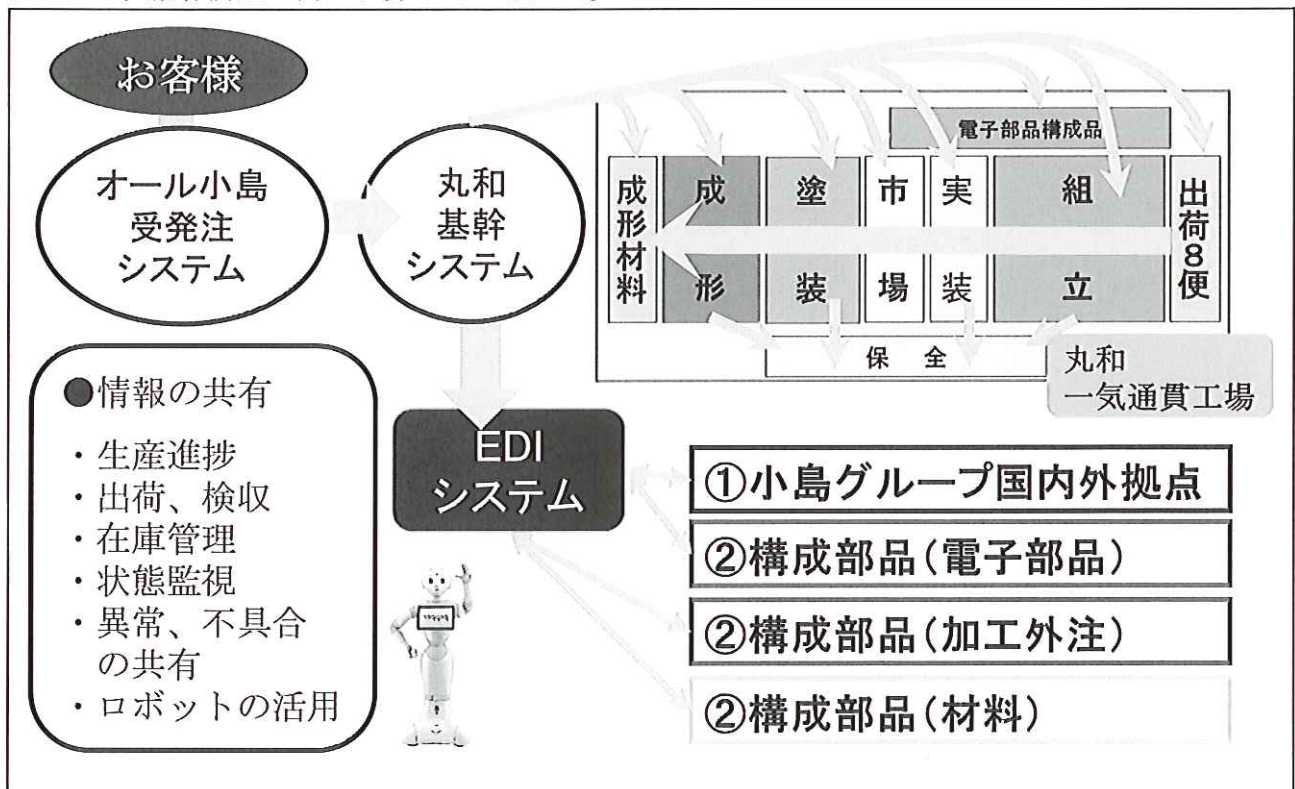 お客様
オール小島
受発注
システム
丸和
基幹
システム
電子部品構成品
成形材料
成形
塗装
市場
実装
組立
出荷8便
保全
丸和
一気通貫工場
●情報の共有
・生産進捗
・出荷、検収
・在庫管理
・状態監視
・異常、不具合
の共有
・ロボットの活用
EDI
システム
①小島グループ国内外拠点
②構成部品(電子部品)
②構成部品(加工外注)
②構成部品(材料)